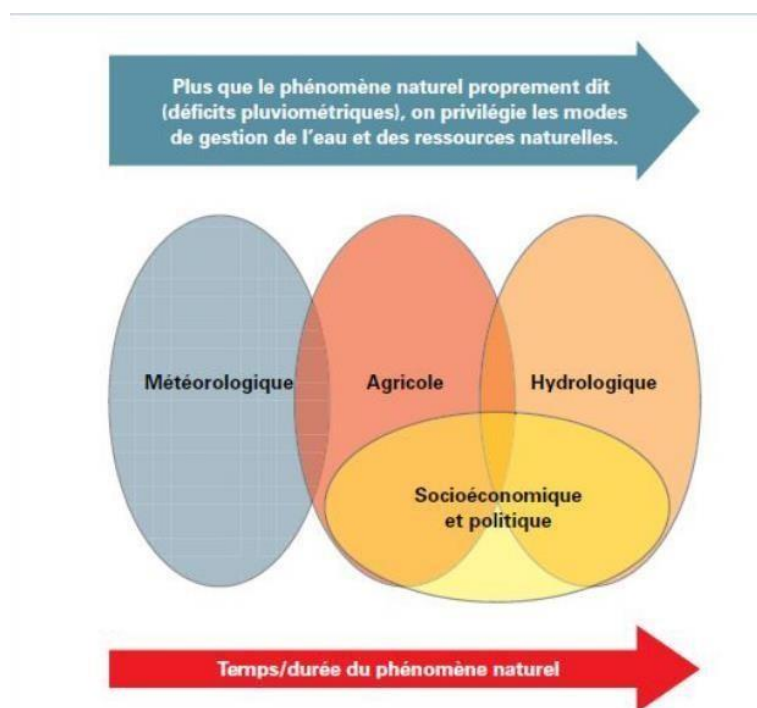 Plus que le phénomène naturel proprement dit
(déficits pluviométriques), on privilégie les modes
de gestion de l'eau et des ressources naturelles.
Météorologique
Agricole
Hydrologique
Socioéconomique
et politique
Temps/durée du phénomène naturel